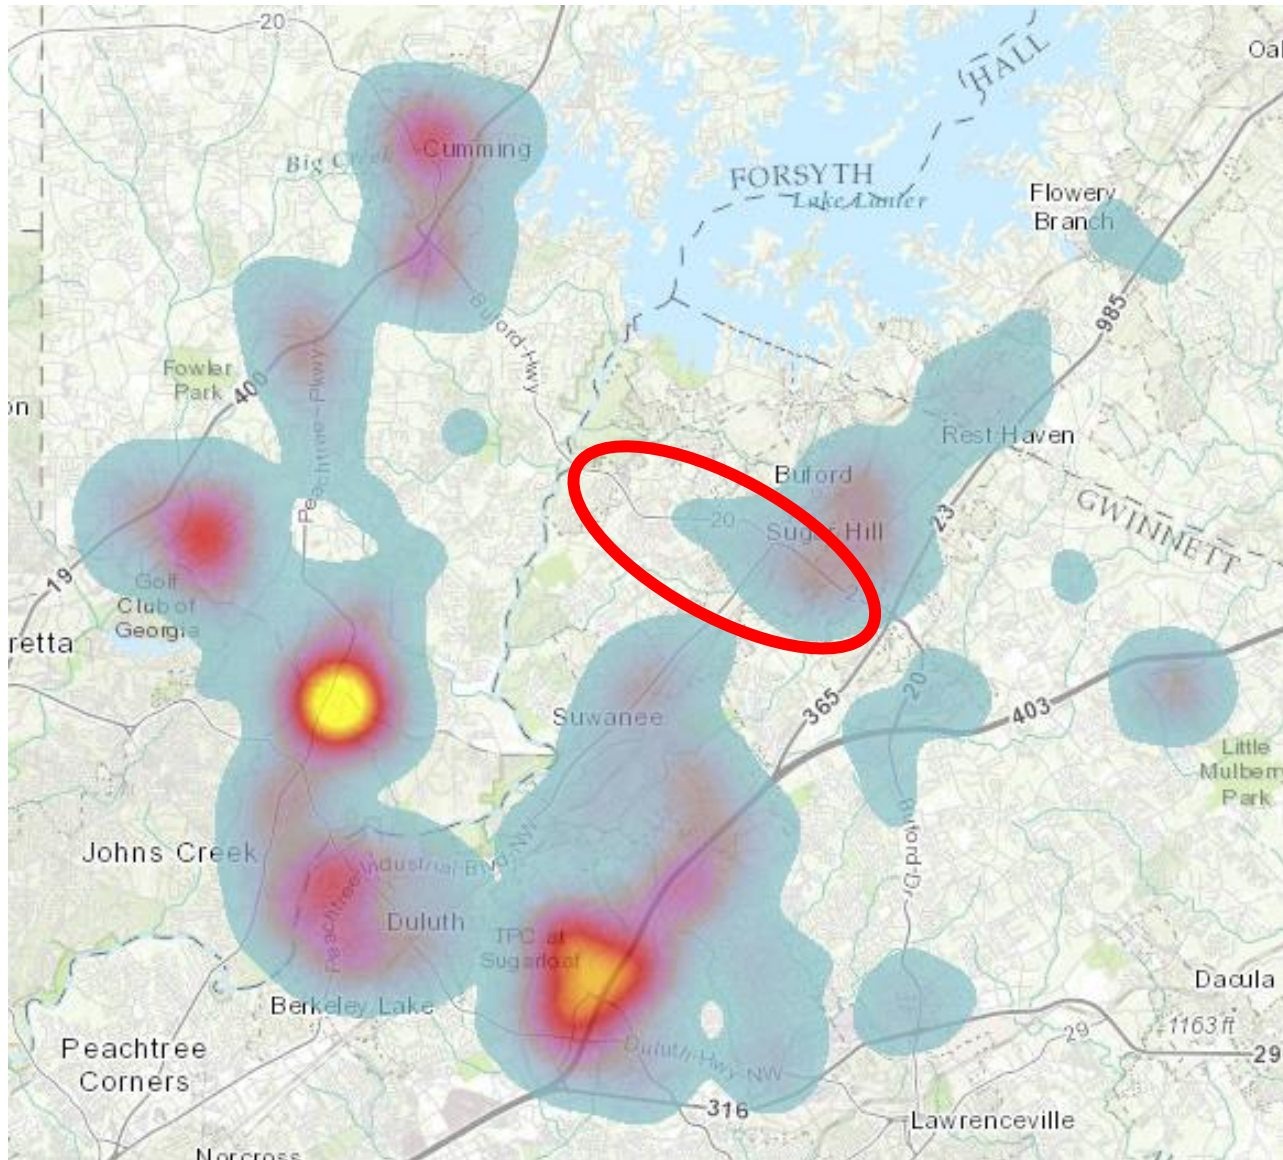 20
Oa
HALL
Cumming
Big Creek
FORSYTH
Lake Lanier
Flowery
Branch
Buford-Hwy
985
Fowler
Park
400
Peachtree-Pkwy
on
Rest Haven
Buford
20
Sugar Hill
23
GWINNETT
Peachtree
19
Golf
Club of
Georgia
retta
20
365
403
Suwanee
Little
Mulberry
Park
Johns Creek
Peachtree Industrial-Blvd-NW
Buford-Dr
Duluth
TPC at
Sugarloaf
Berkeley Lake
Dacula
1163 ft
Peachtree
Corners
Duluth-Hwy-NW
29
29
316
Lawrenceville
Norcross